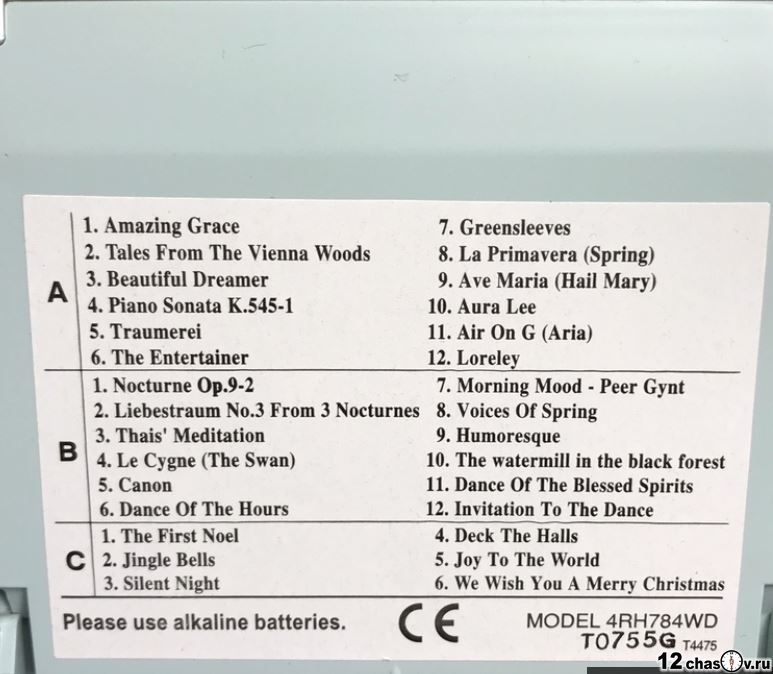 A
1. Amazing Grace
2. Tales From The Vienna Woods
3. Beautiful Dreamer
4. Piano Sonata K.545-1
5. Traumerei
6. The Entertainer
7. Greensleeves
8. La Primavera (Spring)
9. Ave Maria (Hail Mary)
10. Aura Lee
11. Air On G (Aria)
12. Loreley
B
1. Nocturne Op.9-2
2. Liebestraum No.3 From 3 Nocturnes
3. Thais' Meditation
4. Le Cygne (The Swan)
5. Canon
6. Dance Of The Hours
7. Morning Mood - Peer Gynt
8. Voices Of Spring
9. Humoresque
10. The watermill in the black forest
11. Dance Of The Blessed Spirits
12. Invitation To The Dance
C
1. The First Noel
2. Jingle Bells
3. Silent Night
4. Deck The Halls
5. Joy To The World
6. We Wish You A Merry Christmas
Please use alkaline batteries.
CE
MODEL 4RH784WD
T0755G T4475
12chasov.ru